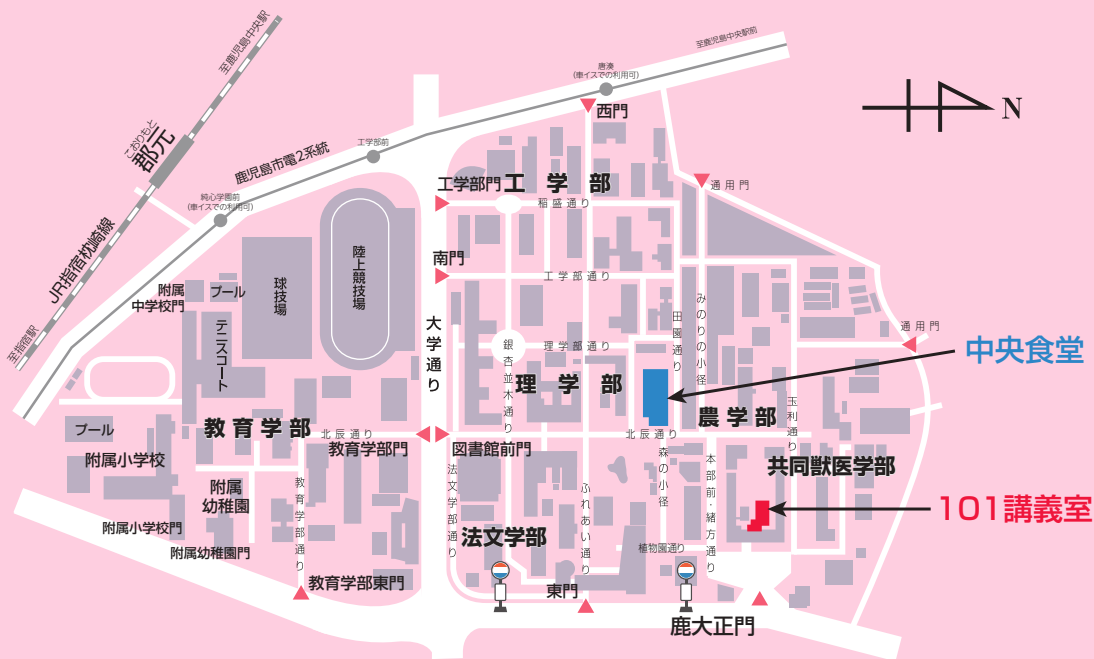 至鹿児島中央駅
至鹿児島中央駅前
唐湊
(車イスでの利用可)
N
西門
工学部前
こおりもと
郡元
鹿児島市電2系統
工学部門
工学部
通用門
純心学園前
(車イスでの利用可)
稲盛通り
JR指宿枕崎線
陸上競技場
南門
工学部通り
球技場
プール
附属
中学校門
みのりの小径
田園通り
大学通り
テニスコート
至指宿駅
通用門
銀杏並木通り
理学部通り
中央食堂
理学部
玉利通り
農学部
プール
教育学部
北辰通り
北辰通り
教育学部門
図書館前門
附属小学校
森の小径
本部前・緒方通り
共同獣医学部
附属
幼稚園
教育学部通り
法文学部通り
ふれあい通り
101講義室
附属小学校門
法文学部
植物園通り
附属幼稚園門
教育学部東門
東門
鹿大正門